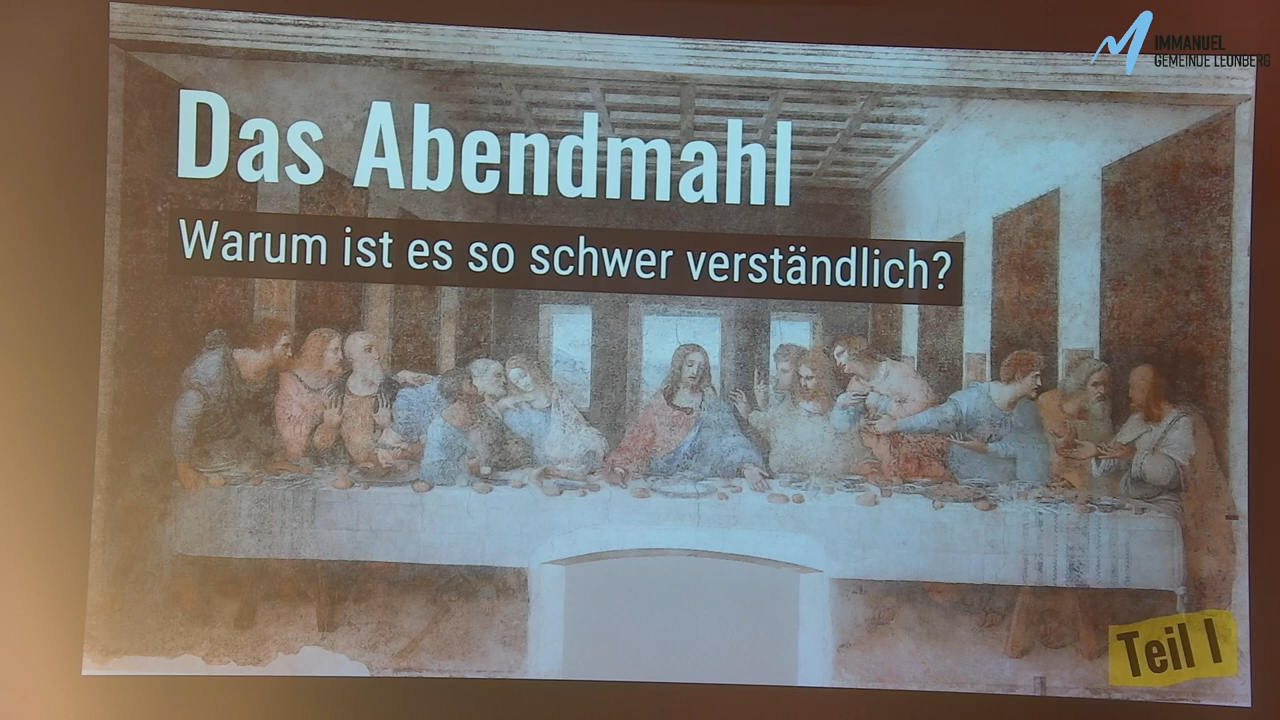 IMMANUEL
GEMEINDE LEONBERG
Das Abendmahl
Warum ist es so schwer verständlich?
Teil I